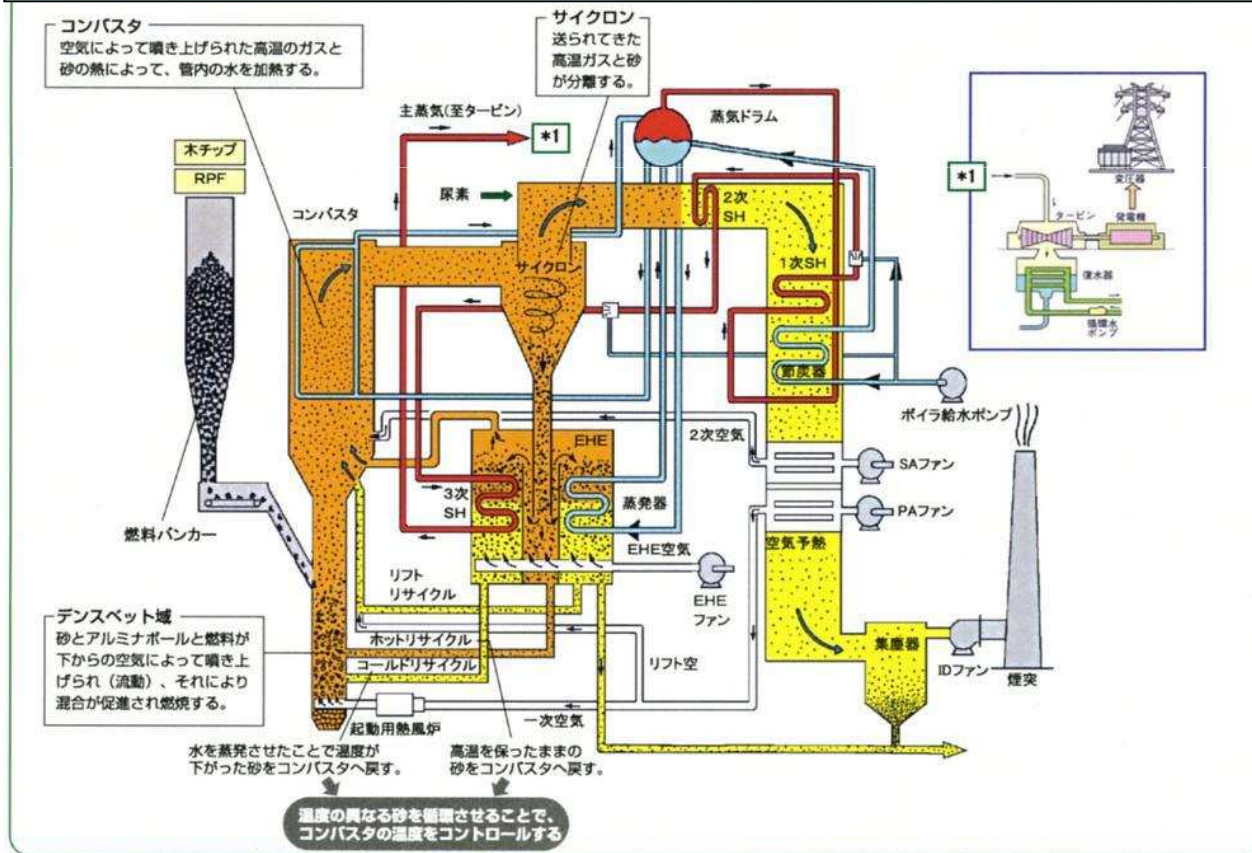 コンバスタ
空気によって噴き上げられた高温のガスと
砂の熱によって、管内の水を加熱する。
サイクロン
送られてきた
高温ガスと砂
が分離する。
主蒸気(至タービン)
*1
蒸気ドラム
木チップ
RPF
尿素
コンバスタ
サイクロン
2次
SH
1次SH
節炭器
*1
変圧器
タービン
発電機
復水器
循環水
ポンプ
ボイラ給水ポンプ
2次空気
EHE
SAファン
3次
SH
蒸発器
PAファン
燃料バンカー
EHE空気
空気予熱
EHE
ファン
リフト
リサイクル
デンスベット域
砂とアルミナボールと燃料が
下からの空気によって噴き上
げられ(流動)、それにより
混合が促進され燃焼する。
ホットリサイクル
コールドリサイクル
リフト空
集塵器
IDファン
煙突
起動用熱風炉
一次空気
水を蒸発させたことで温度が
下がった砂をコンバスタへ戻す。
高温を保ったままの
砂をコンバスタへ戻す。
温度の異なる砂を循環させることで、
コンバスタの温度をコントロールする